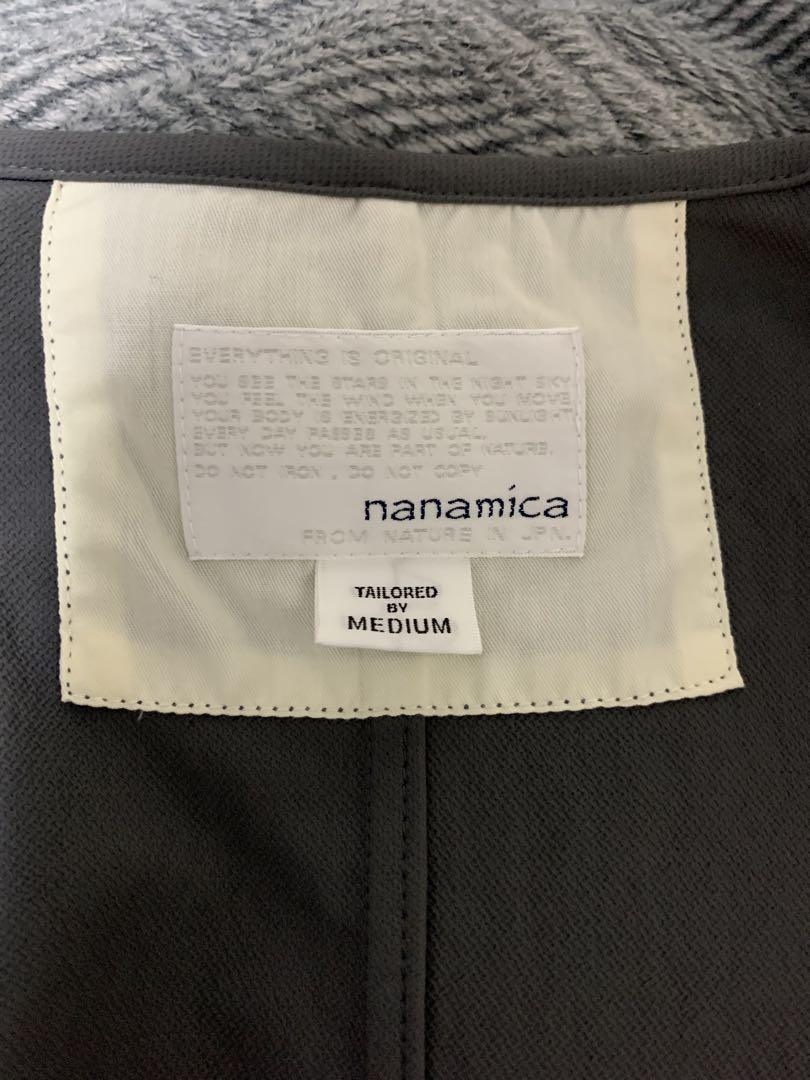 EVERYTHING IS ORIGINAL
YOU SEE THE STARS IN THE NIGHT SKY
YOU FEEL THE WIND WHEN YOU MOVE
YOUR BODY IS ENERGIZED BY SUNLIGHT
EVERY DAY PASSES AS USUAL,
BUT NOW YOU ARE PART OF NATURE.
DO NOT IRON , DO NOT COPY
nanamica
FROM NATURE IN JPN.
TAILORED
BY
MEDIUM